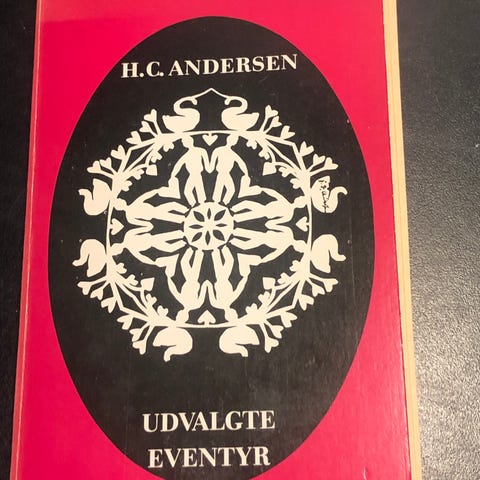 H.C. ANDERSEN
UDVALGTE
EVENTYR